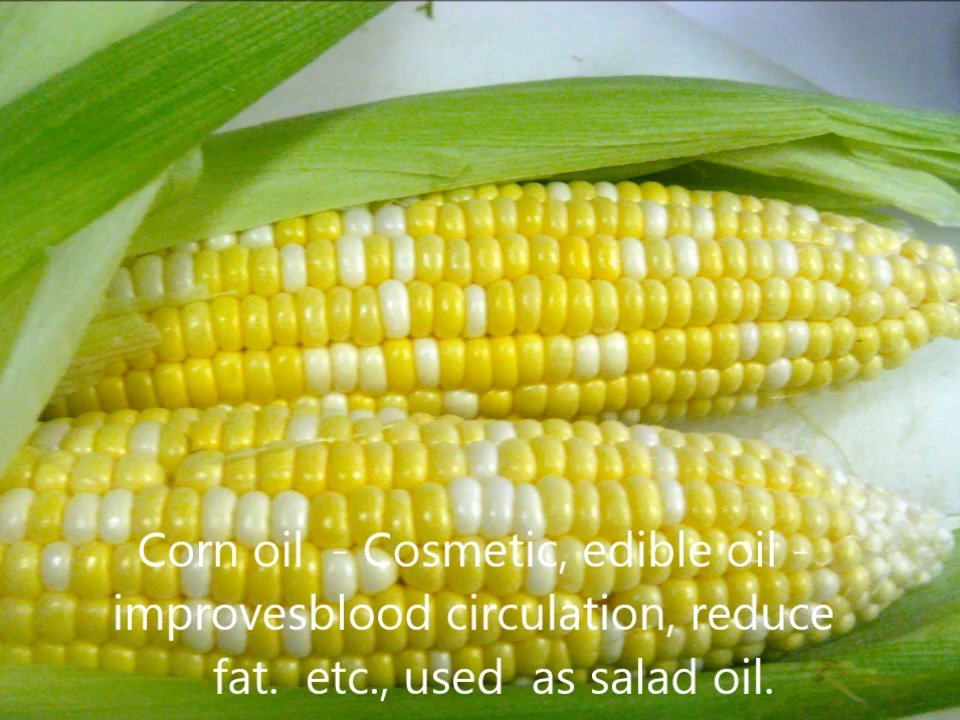 Corn oil  - Cosmetic, edible oil -
improvesblood circulation, reduce
fat.  etc., used  as salad oil.